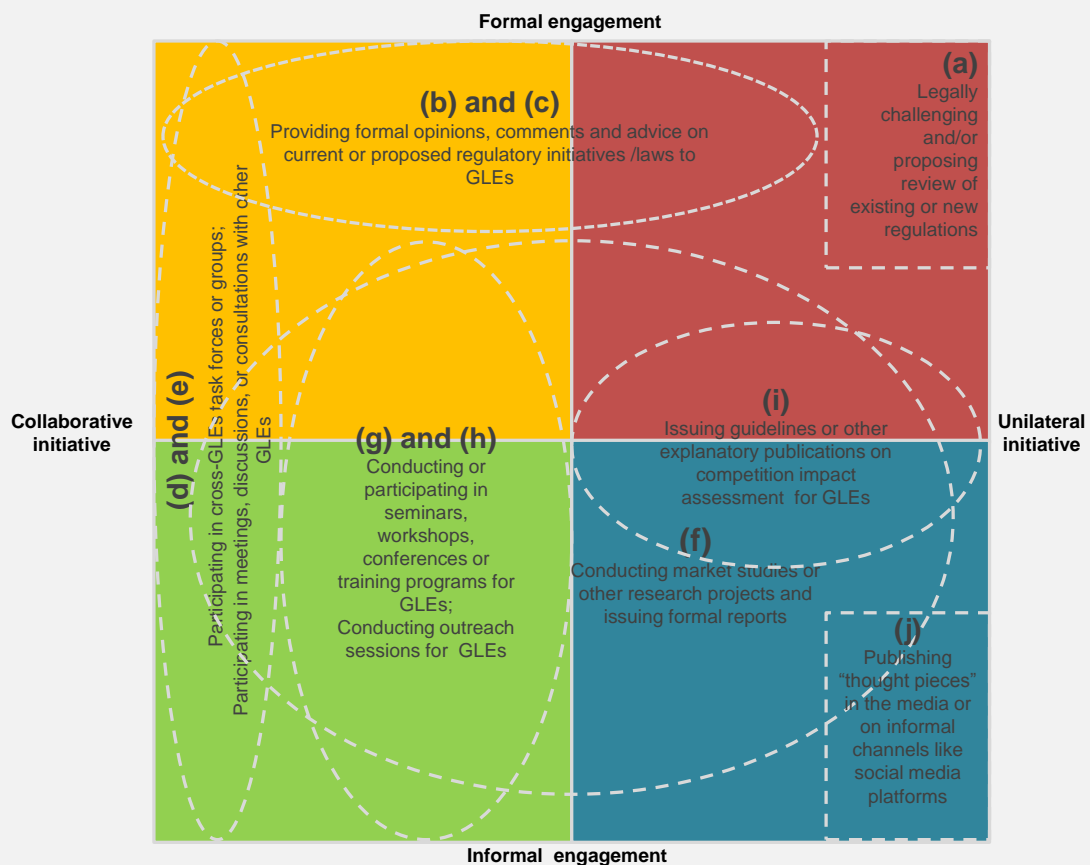 Formal engagement
(a)
Legally
challenging
and/or
proposing
review of
existing or new
regulations
(b) and (c)
Providing formal opinions, comments and advice on
current or proposed regulatory initiatives /laws to
GLEs
(d) and (e)
Participating in cross-GLEs task forces or groups;
Participating in meetings, discussions, or consultations with other
GLEs
Collaborative
initiative
(g) and (h)
Conducting or
participating in
seminars,
workshops,
conferences or
training programs for
GLEs;
Conducting outreach
sessions for GLEs
(i)
Issuing guidelines or other
explanatory publications on
competition impact
assessment for GLEs
Unilateral
initiative
(f)
Conducting market studies or
other research projects and
issuing formal reports
(j)
Publishing
“thought pieces”
in the media or
on informal
channels like
social media
platforms
Informal engagement